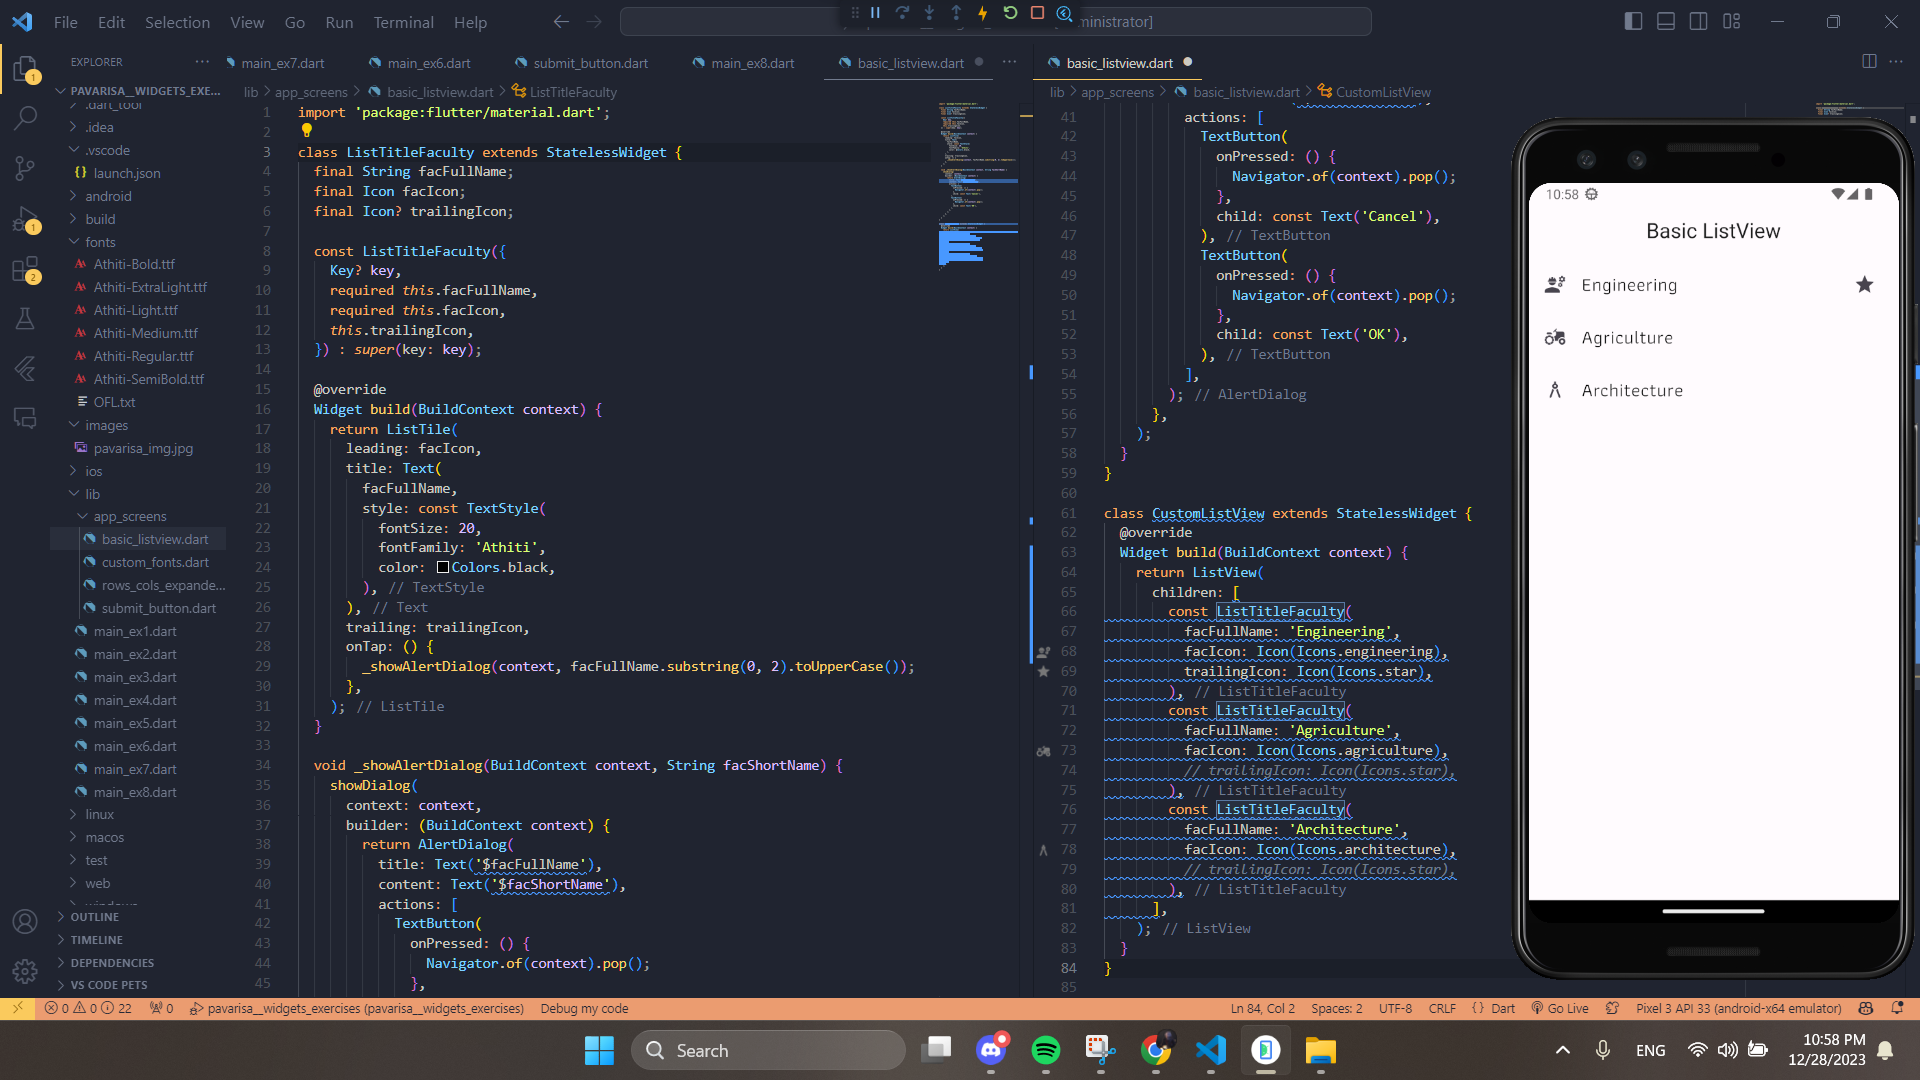 File Edit Selection View Go Run Terminal Help
ministrator]
EXPLORER
main_ex7.dart main_ex6.dart submit_button.dart main_ex8.dart basic_listview.dart
basic_listview.dart
PAVARISA__WIDGETS_EXE...
.dart_tool
.idea
.vscode
launch.json
android
build
fonts
Athiti-Bold.ttf
Athiti-ExtraLight.ttf
Athiti-Light.ttf
Athiti-Medium.ttf
Athiti-Regular.ttf
Athiti-SemiBold.ttf
OFL.txt
images
pavarisa_img.jpg
ios
lib
app_screens
basic_listview.dart
custom_fonts.dart
rows_cols_expande...
submit_button.dart
main_ex1.dart
main_ex2.dart
main_ex3.dart
main_ex4.dart
main_ex5.dart
main_ex6.dart
main_ex7.dart
main_ex8.dart
linux
macos
test
web
OUTLINE
TIMELINE
DEPENDENCIES
VS CODE PETS
1
1
2
lib > app_screens > basic_listview.dart > ListTitleFaculty
1 import 'package:flutter/material.dart';
2
3 class ListTitleFaculty extends StatelessWidget {
4 final String facFullName;
5 final Icon facIcon;
6 final Icon? trailingIcon;
7
8 const ListTitleFaculty({
9 Key? key,
10 required this.facFullName,
11 required this.facIcon,
12 this.trailingIcon,
13 }) : super(key: key);
14
15 @override
16 Widget build(BuildContext context) {
17 return ListTile(
18 leading: facIcon,
19 title: Text(
20 facFullName,
21 style: const TextStyle(
22 fontSize: 20,
23 fontFamily: 'Athiti',
24 color: Colors.black,
25 ), // TextStyle
26 ), // Text
27 trailing: trailingIcon,
28 onTap: () {
29 _showAlertDialog(context, facFullName.substring(0, 2).toUpperCase());
30 },
31 ); // ListTile
32 }
33
34 void _showAlertDialog(BuildContext context, String facShortName) {
35 showDialog(
36 context: context,
37 builder: (BuildContext context) {
38 return AlertDialog(
39 title: Text('$facFullName'),
40 content: Text('$facShortName'),
41 actions: [
42 TextButton(
43 onPressed: () {
44 Navigator.of(context).pop();
45 },
lib > app_screens > basic_listview.dart > CustomListView
41 actions: [
42 TextButton(
43 onPressed: () {
44 Navigator.of(context).pop();
45 },
46 child: const Text('Cancel'),
47 ), // TextButton
48 TextButton(
49 onPressed: () {
50 Navigator.of(context).pop();
51 },
52 child: const Text('OK'),
53 ), // TextButton
54 ],
55 ); // AlertDialog
56 },
57 );
58 }
59 }
60
61 class CustomListView extends StatelessWidget {
62 @override
63 Widget build(BuildContext context) {
64 return ListView(
65 children: [
66 const ListTitleFaculty(
67 facFullName: 'Engineering',
68 facIcon: Icon(Icons.engineering),
69 trailingIcon: Icon(Icons.star),
70 ), // ListTitleFaculty
71 const ListTitleFaculty(
72 facFullName: 'Agriculture',
73 facIcon: Icon(Icons.agriculture),
74 // trailingIcon: Icon(Icons.star),
75 ), // ListTitleFaculty
76 const ListTitleFaculty(
77 facFullName: 'Architecture',
78 facIcon: Icon(Icons.architecture),
79 // trailingIcon: Icon(Icons.star),
80 ), // ListTitleFaculty
81 ],
82 ); // ListView
83 }
84 }
85
10:58
Basic ListView
Engineering
Agriculture
Architecture
0 0 22 0 pavarisa__widgets_exercises (pavarisa__widgets_exercises) Debug my code
Ln 84, Col 2 Spaces: 2 UTF-8 CRLF {} Dart Go Live Pixel 3 API 33 (android-x64 emulator)
Search
ENG
10:58 PM
12/28/2023